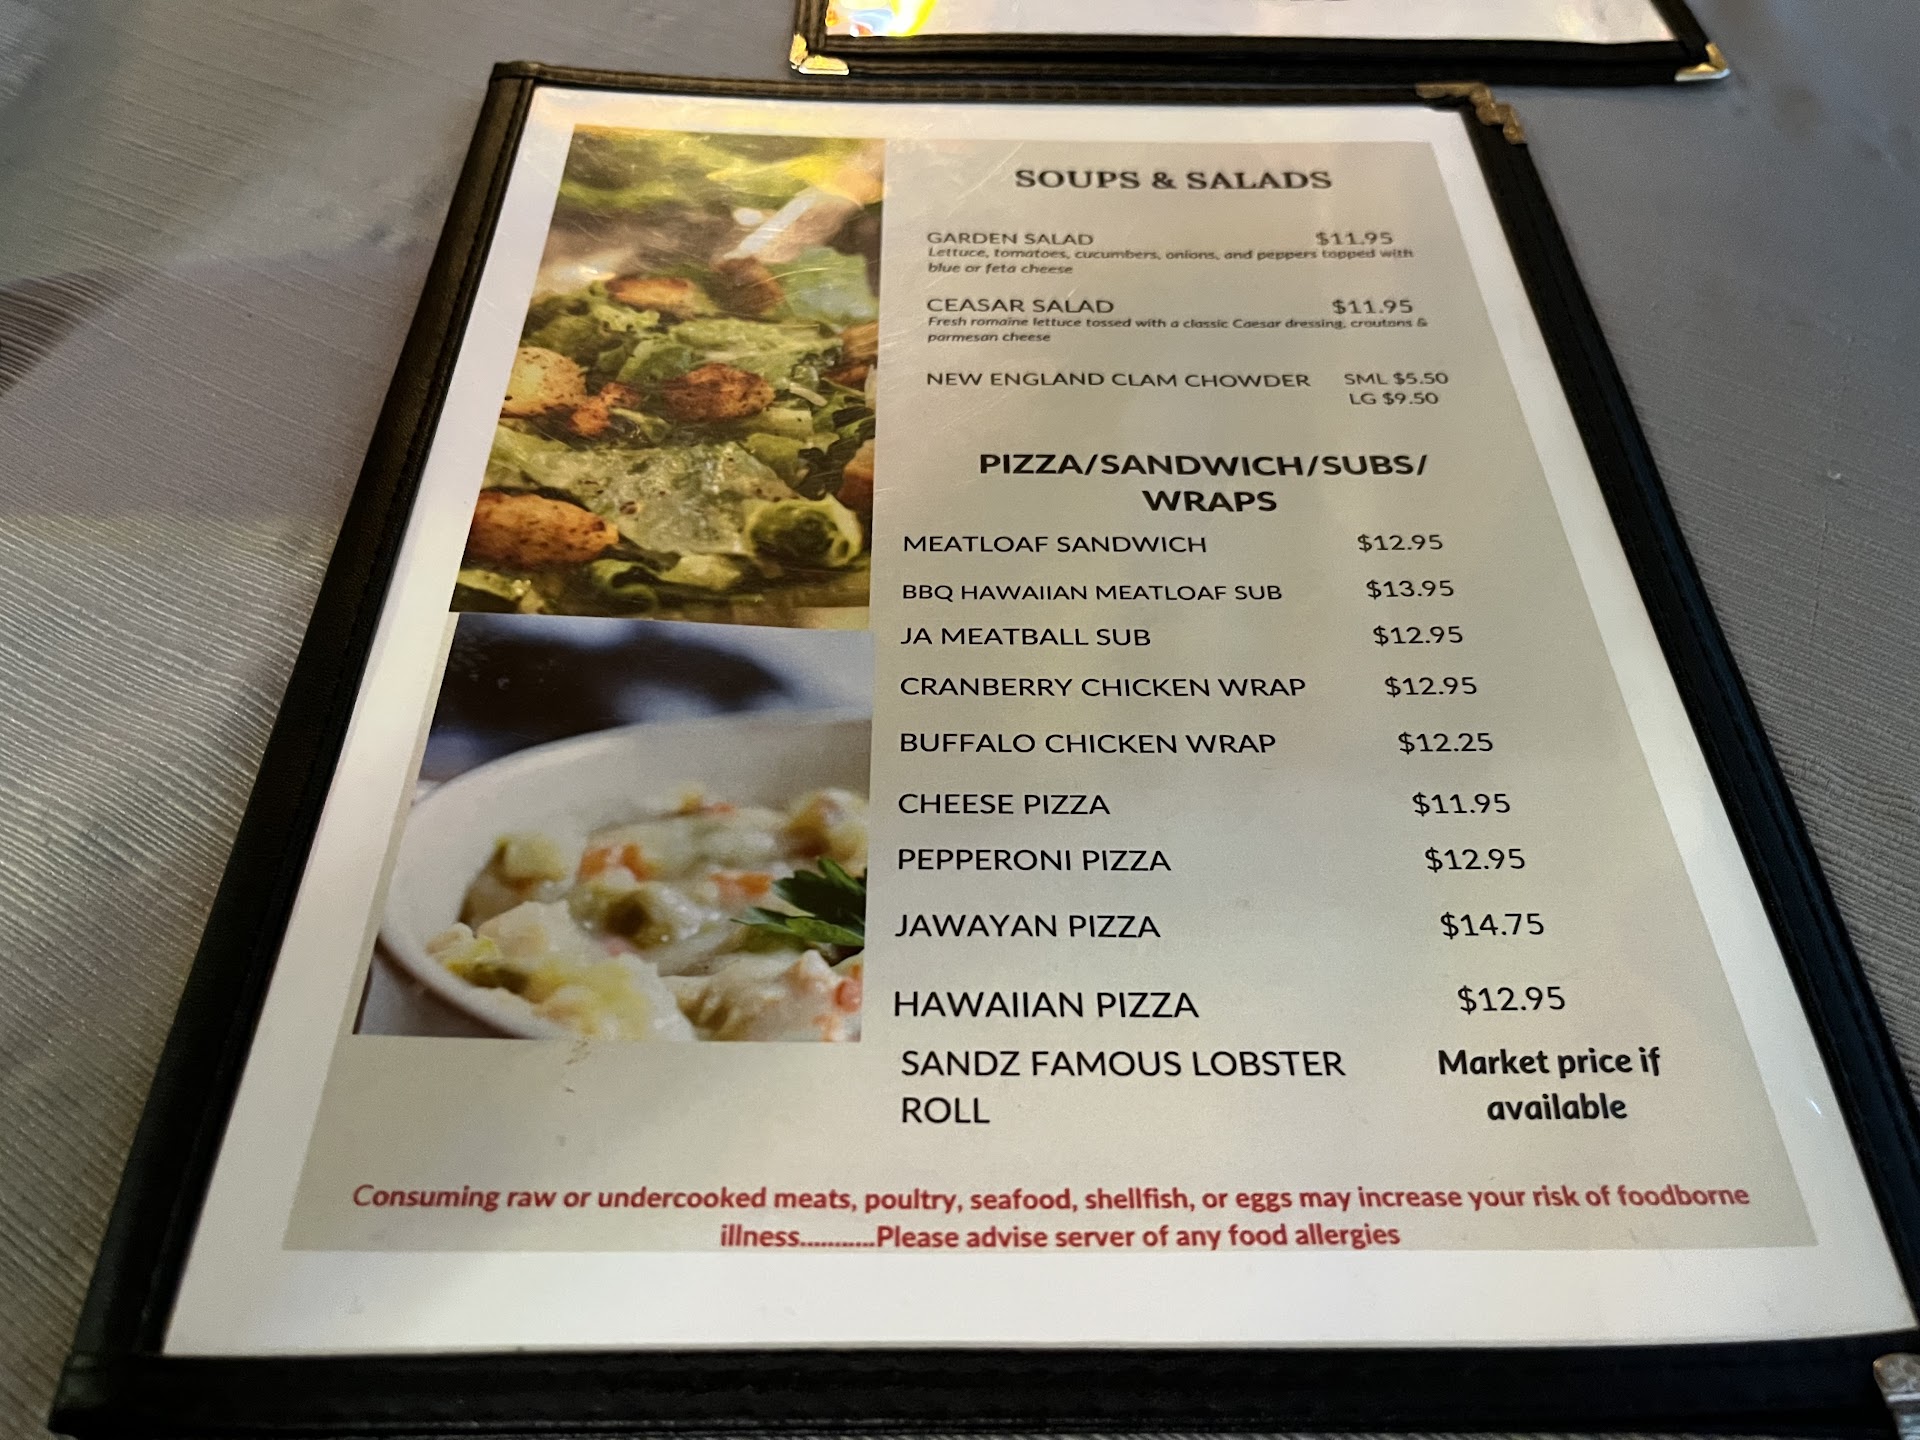 SOUPS & SALADS
GARDEN SALAD $11.95
Lettuce, tomatoes, cucumbers, onions, and peppers topped with
blue or feta cheese
CEASAR SALAD $11.95
Fresh romaine lettuce tossed with a classic Caesar dressing, croutons &
parmesan cheese
NEW ENGLAND CLAM CHOWDER SML $5.50
LG $9.50
PIZZA/SANDWICH/SUBS/
WRAPS
MEATLOAF SANDWICH $12.95
BBQ HAWAIIAN MEATLOAF SUB $13.95
JA MEATBALL SUB $12.95
CRANBERRY CHICKEN WRAP $12.95
BUFFALO CHICKEN WRAP $12.25
CHEESE PIZZA $11.95
PEPPERONI PIZZA $12.95
JAWAYAN PIZZA $14.75
HAWAIIAN PIZZA $12.95
SANDZ FAMOUS LOBSTER Market price if
ROLL available
Consuming raw or undercooked meats, poultry, seafood, shellfish, or eggs may increase your risk of foodborne
illness...........Please advise server of any food allergies